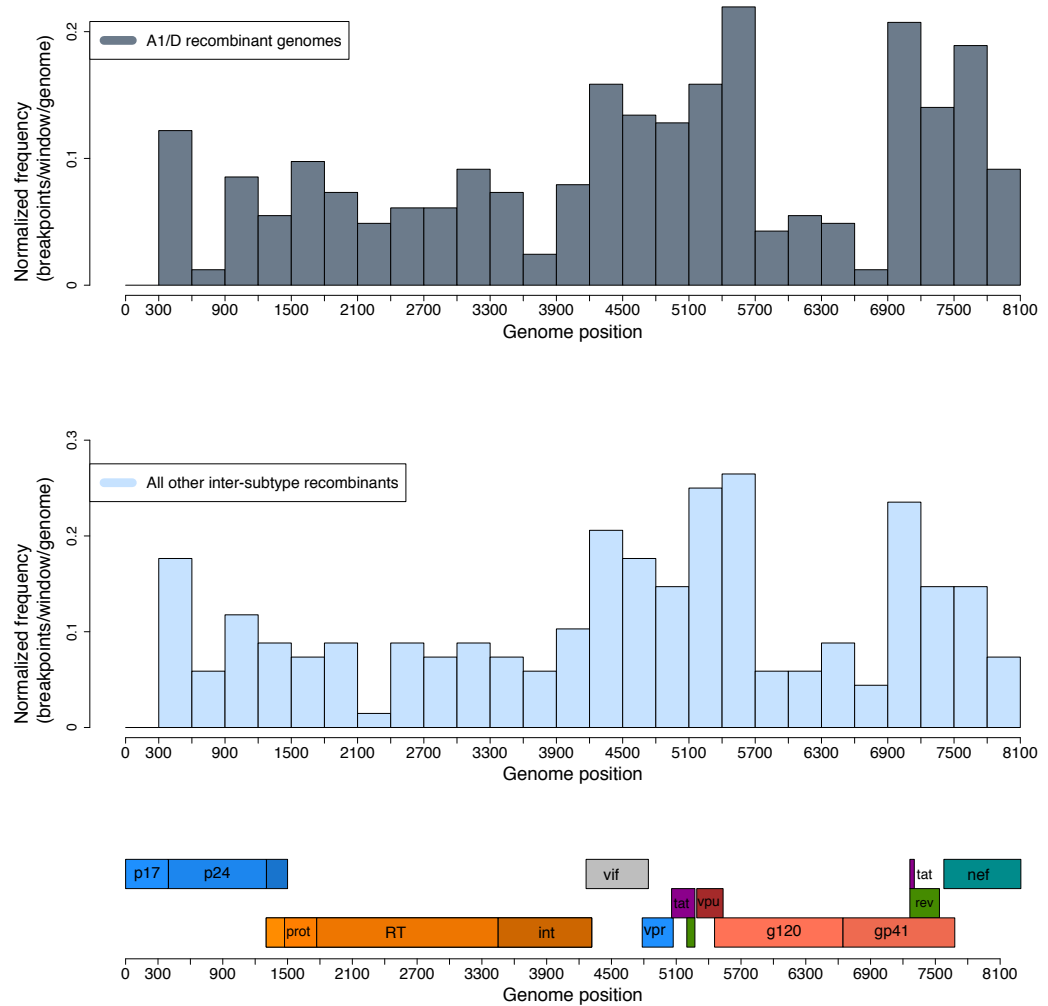 A1/D recombinant genomes
Normalized frequency
(breakpoints/window/genome)
0.2
0.1
0
0 300 900 1500 2100 2700 3300 3900 4500 5100 5700 6300 6900 7500 8100
Genome position
All other inter-subtype recombinants
Normalized frequency
(breakpoints/window/genome)
0.3
0.2
0.1
0
0 300 900 1500 2100 2700 3300 3900 4500 5100 5700 6300 6900 7500 8100
Genome position
p17 p24 vif tat nef
tat vpu rev
prot RT int vpr g120 gp41
0 300 900 1500 2100 2700 3300 3900 4500 5100 5700 6300 6900 7500 8100
Genome position